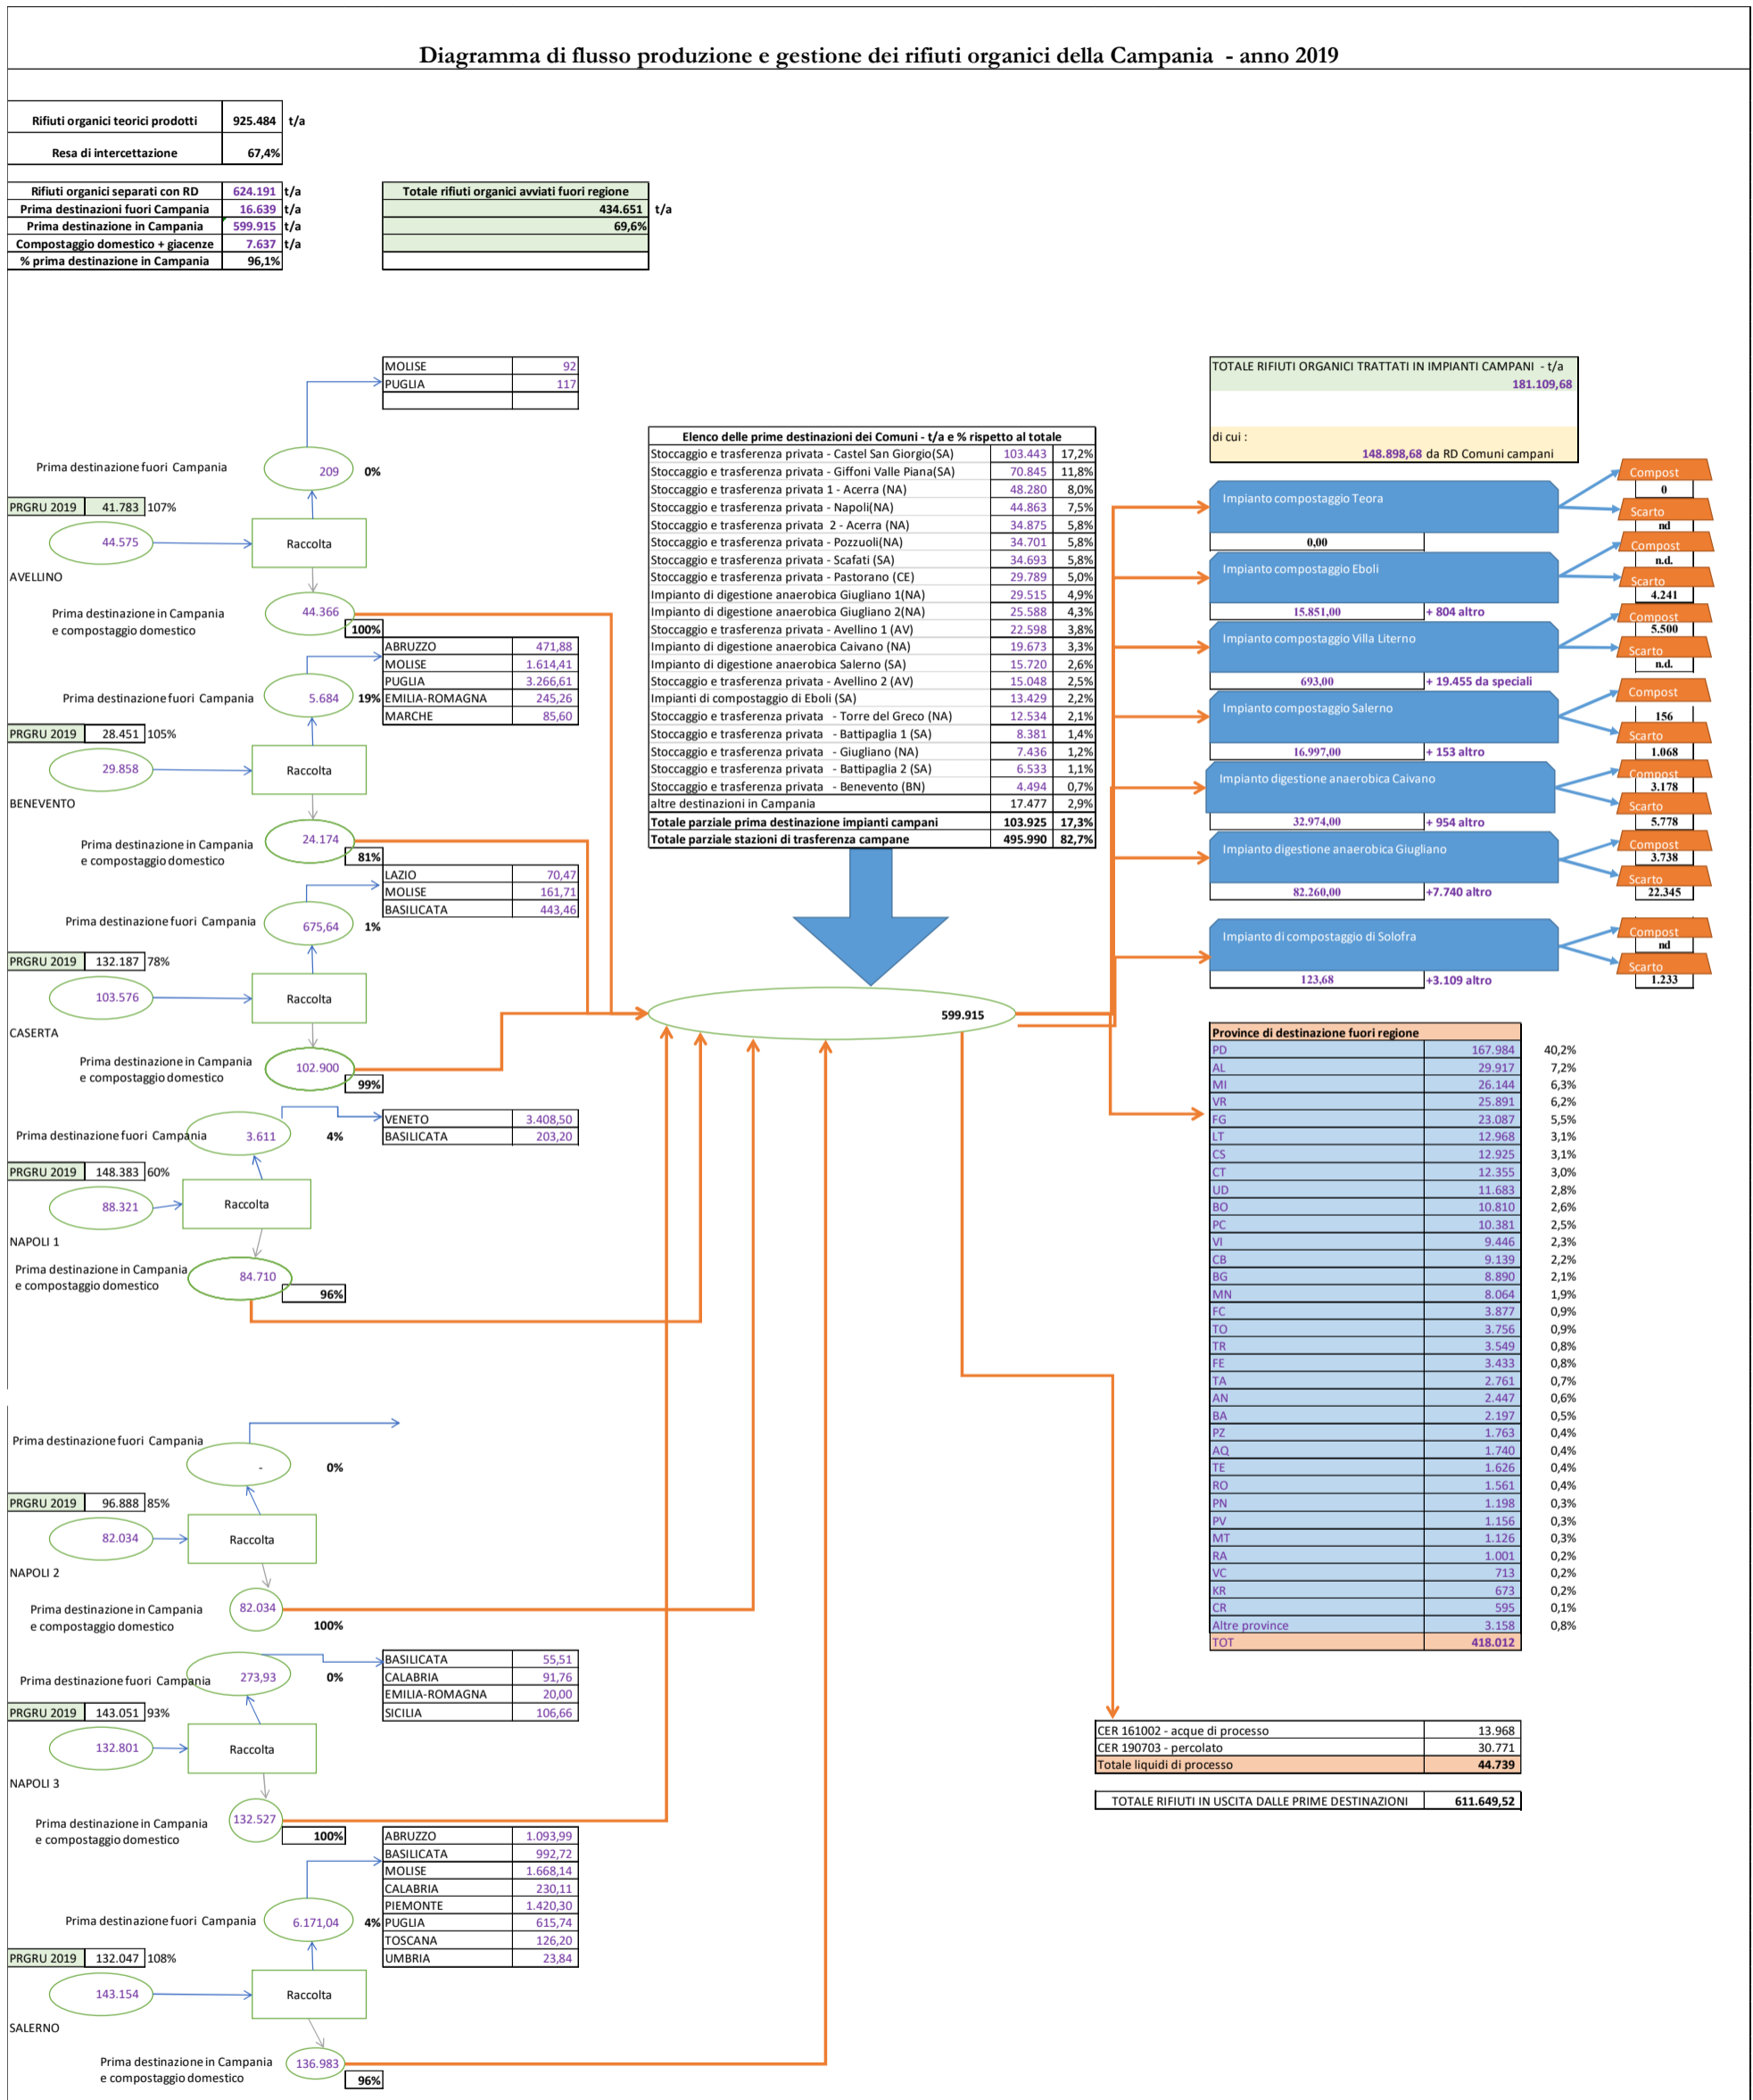 Diagramma di flusso produzione e gestione dei rifiuti organici della Campania - anno 2019
Rifiuti organici teorici prodotti 925.484 t/a
Resa di intercettazione 67,4%
Rifiuti organici separati con RD 624.191 t/a
Prima destinazioni fuori Campania 16.639 t/a
Prima destinazione in Campania 599.915 t/a
Compostaggio domestico + giacenze 7.637 t/a
% prima destinazione in Campania 96,1%
Totale rifiuti organici avviati fuori regione
434.651 t/a
69,6%
MOLISE 92
PUGLIA 117
Prima destinazione fuori Campania 209 0%
PRGRU 2019 41.783 107%
44.575 Raccolta
AVELLINO
Prima destinazione in Campania
e compostaggio domestico
44.366
100%
ABRUZZO 471,88
MOLISE 1.614,41
PUGLIA 3.266,61
EMILIA-ROMAGNA 245,26
MARCHE 85,60
Prima destinazione fuori Campania 5.684 19%
PRGRU 2019 28.451 105%
29.858 Raccolta
BENEVENTO
Prima destinazione in Campania
e compostaggio domestico
24.174
81%
LAZIO 70,47
MOLISE 161,71
BASILICATA 443,46
Prima destinazione fuori Campania 675,64 1%
PRGRU 2019 132.187 78%
103.576 Raccolta
CASERTA
Prima destinazione in Campania
e compostaggio domestico
102.900
99%
VENETO 3.408,50
BASILICATA 203,20
Prima destinazione fuori Campania 3.611 4%
PRGRU 2019 148.383 60%
88.321 Raccolta
NAPOLI 1
Prima destinazione in Campania
e compostaggio domestico
84.710
96%
Prima destinazione fuori Campania
- 0%
PRGRU 2019 96.888 85%
82.034 Raccolta
NAPOLI 2
Prima destinazione in Campania
e compostaggio domestico
82.034
100%
BASILICATA 55,51
CALABRIA 91,76
EMILIA-ROMAGNA 20,00
SICILIA 106,66
Prima destinazione fuori Campania 273,93 0%
PRGRU 2019 143.051 93%
132.801 Raccolta
NAPOLI 3
Prima destinazione in Campania
e compostaggio domestico
132.527
100%
ABRUZZO 1.093,99
BASILICATA 992,72
MOLISE 1.668,14
CALABRIA 230,11
PIEMONTE 1.420,30
PUGLIA 615,74
TOSCANA 126,20
UMBRIA 23,84
Prima destinazione fuori Campania 6.171,04 4%
PRGRU 2019 132.047 108%
143.154 Raccolta
SALERNO
Prima destinazione in Campania
e compostaggio domestico
136.983
96%
Elenco delle prime destinazioni dei Comuni - t/a e % rispetto al totale
Stoccaggio e trasferenza privata - Castel San Giorgio(SA) 103.443 17,2%
Stoccaggio e trasferenza privata - Giffoni Valle Piana(SA) 70.845 11,8%
Stoccaggio e trasferenza privata 1 - Acerra (NA) 48.280 8,0%
Stoccaggio e trasferenza privata - Napoli(NA) 44.863 7,5%
Stoccaggio e trasferenza privata 2 - Acerra (NA) 34.875 5,8%
Stoccaggio e trasferenza privata - Pozzuoli(NA) 34.701 5,8%
Stoccaggio e trasferenza privata - Scafati (SA) 34.693 5,8%
Stoccaggio e trasferenza privata - Pastorano (CE) 29.789 5,0%
Impianto di digestione anaerobica Giugliano 1(NA) 29.515 4,9%
Impianto di digestione anaerobica Giugliano 2(NA) 25.588 4,3%
Stoccaggio e trasferenza privata - Avellino 1 (AV) 22.598 3,8%
Impianto di digestione anaerobica Caivano (NA) 19.673 3,3%
Impianto di digestione anaerobica Salerno (SA) 15.720 2,6%
Stoccaggio e trasferenza privata - Avellino 2 (AV) 15.048 2,5%
Impianti di compostaggio di Eboli (SA) 13.429 2,2%
Stoccaggio e trasferenza privata - Torre del Greco (NA) 12.534 2,1%
Stoccaggio e trasferenza privata - Battipaglia 1 (SA) 8.381 1,4%
Stoccaggio e trasferenza privata - Giugliano (NA) 7.436 1,2%
Stoccaggio e trasferenza privata - Battipaglia 2 (SA) 6.533 1,1%
Stoccaggio e trasferenza privata - Benevento (BN) 4.494 0,7%
altre destinazioni in Campania 17.477 2,9%
Totale parziale prima destinazione impianti campani 103.925 17,3%
Totale parziale stazioni di trasferenza campane 495.990 82,7%
599.915
TOTALE RIFIUTI ORGANICI TRATTATI IN IMPIANTI CAMPANI - t/a
181.109,68
di cui :
148.898,68 da RD Comuni campani
Impianto compostaggio Teora
0,00
Compost
0
Scarto
nd
Impianto compostaggio Eboli
15.851,00 + 804 altro
Compost
n.d.
Scarto
4.241
Impianto compostaggio Villa Literno
693,00 + 19.455 da speciali
Compost
5.500
Scarto
n.d.
Impianto compostaggio Salerno
16.997,00 + 153 altro
Compost
156
Scarto
1.068
Impianto digestione anaerobica Caivano
32.974,00 + 954 altro
Compost
3.178
Scarto
5.778
Impianto digestione anaerobica Giugliano
82.260,00 +7.740 altro
Compost
3.738
Scarto
22.345
Impianto di compostaggio di Solofra
123,68 +3.109 altro
Compost
nd
Scarto
1.233
Province di destinazione fuori regione
PD 167.984 40,2%
AL 29.917 7,2%
MI 26.144 6,3%
VR 25.891 6,2%
FG 23.087 5,5%
LT 12.968 3,1%
CS 12.925 3,1%
CT 12.355 3,0%
UD 11.683 2,8%
BO 10.810 2,6%
PC 10.381 2,5%
VI 9.446 2,3%
CB 9.139 2,2%
BG 8.890 2,1%
MN 8.064 1,9%
FC 3.877 0,9%
TO 3.756 0,9%
TR 3.549 0,8%
FE 3.433 0,8%
TA 2.761 0,7%
AN 2.447 0,6%
BA 2.197 0,5%
PZ 1.763 0,4%
AQ 1.740 0,4%
TE 1.626 0,4%
RO 1.561 0,4%
PN 1.198 0,3%
PV 1.156 0,3%
MT 1.126 0,3%
RA 1.001 0,2%
VC 713 0,2%
KR 673 0,2%
CR 595 0,1%
Altre province 3.158 0,8%
TOT 418.012
CER 161002 - acque di processo 13.968
CER 190703 - percolato 30.771
Totale liquidi di processo 44.739
TOTALE RIFIUTI IN USCITA DALLE PRIME DESTINAZIONI 611.649,52